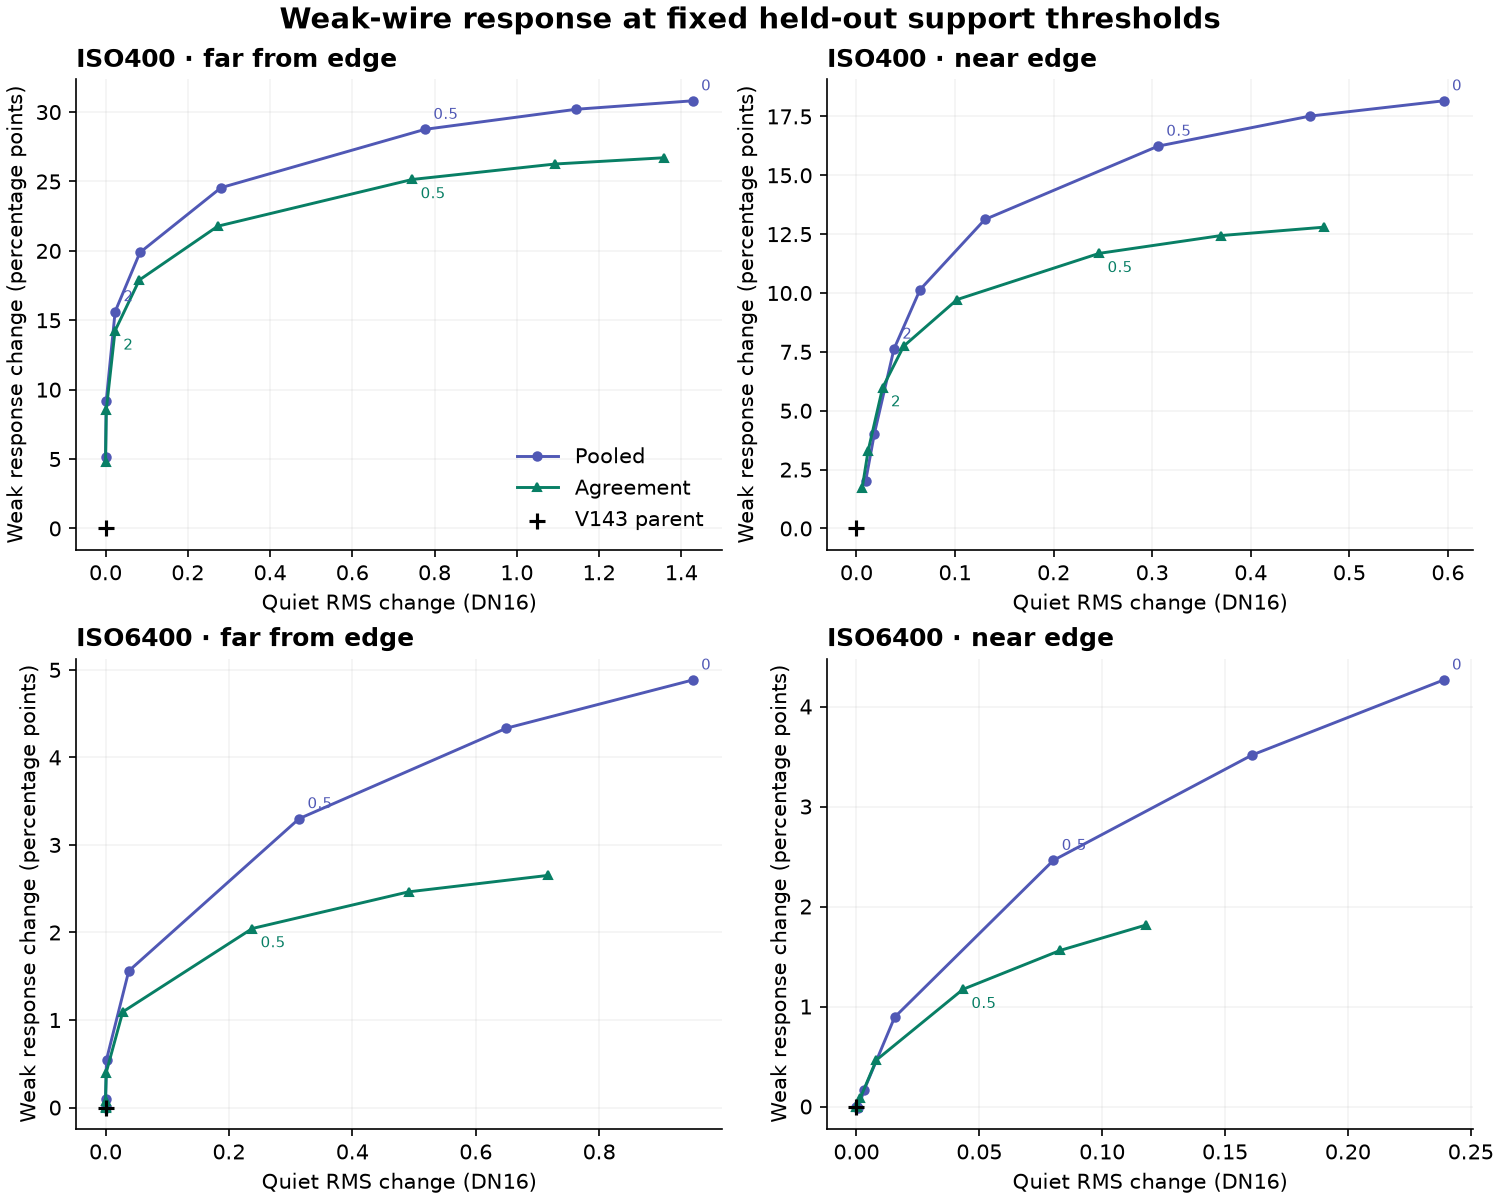 Weak-wire response at fixed held-out support thresholds
ISO400 · far from edge
Weak response change (percentage points)
30
25
20
15
10
5
0
0
0.5
0.5
2
2
Pooled
Agreement
V143 parent
0.0 0.2 0.4 0.6 0.8 1.0 1.2 1.4
Quiet RMS change (DN16)
ISO400 · near edge
Weak response change (percentage points)
17.5
15.0
12.5
10.0
7.5
5.0
2.5
0.0
0
0.5
0.5
2
2
0.0 0.1 0.2 0.3 0.4 0.5 0.6
Quiet RMS change (DN16)
ISO6400 · far from edge
Weak response change (percentage points)
5
4
3
2
1
0
0
0.5
0.5
0.0 0.2 0.4 0.6 0.8
Quiet RMS change (DN16)
ISO6400 · near edge
Weak response change (percentage points)
4
3
2
1
0
0
0.5
0.5
0.00 0.05 0.10 0.15 0.20 0.25
Quiet RMS change (DN16)